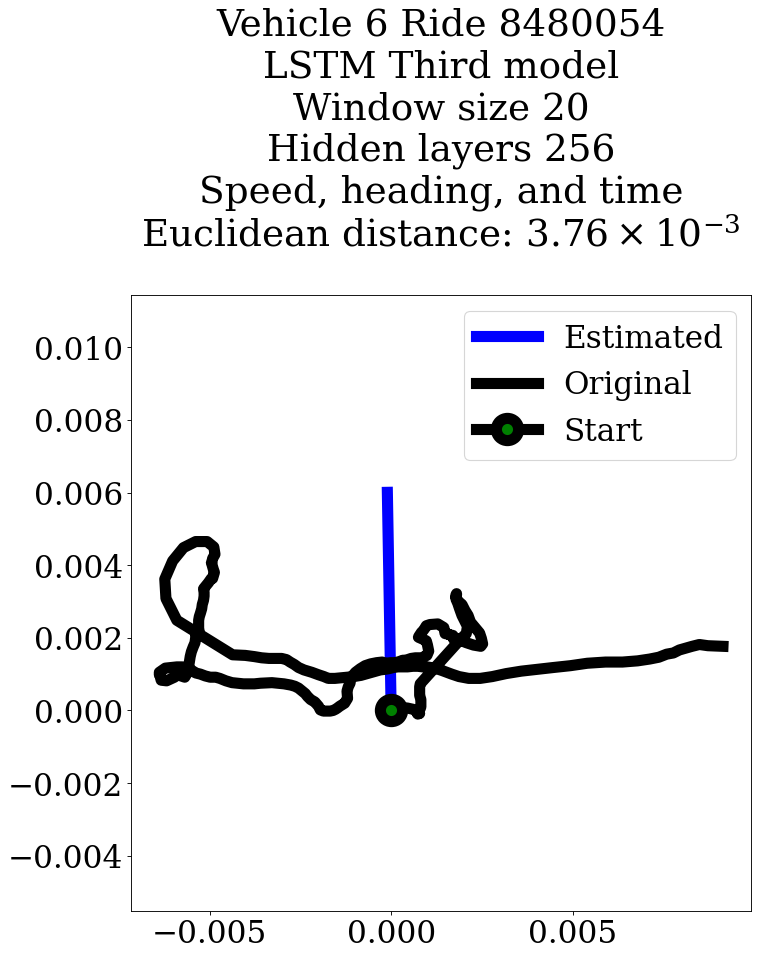 Vehicle 6 Ride 8480054
LSTM Third model
Window size 20
Hidden layers 256
Speed, heading, and time
Euclidean distance: 3.76 × 10⁻³
Estimated
Original
Start
0.010
0.008
0.006
0.004
0.002
0.000
−0.002
−0.004
−0.005 0.000 0.005